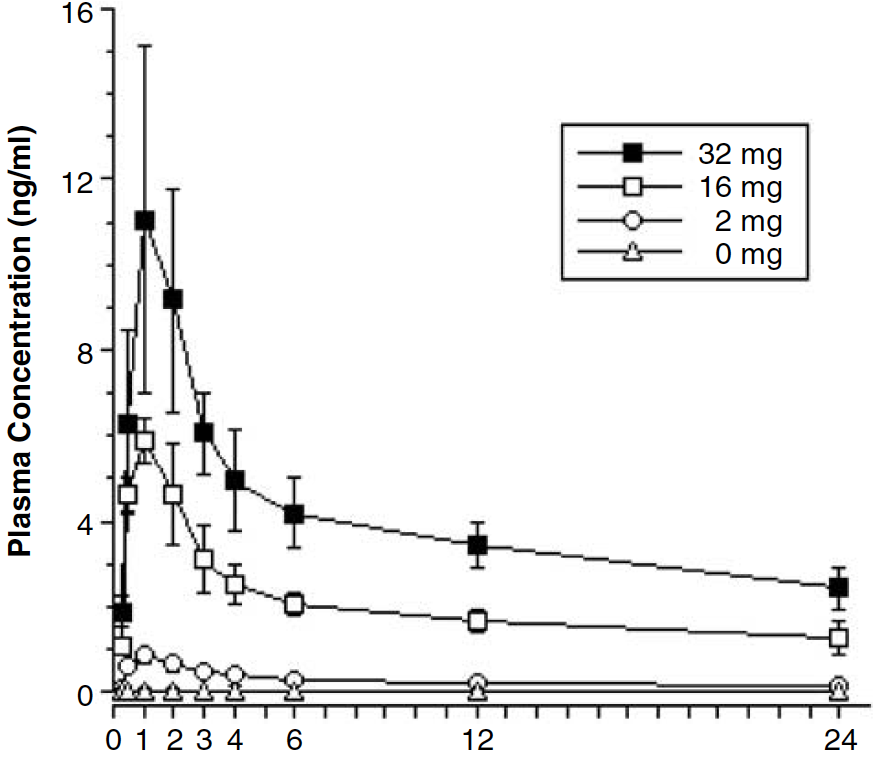 16
12
8
4
0
Plasma Concentration (ng/ml)
32 mg
16 mg
2 mg
0 mg
0 1 2 3 4 6 12 24